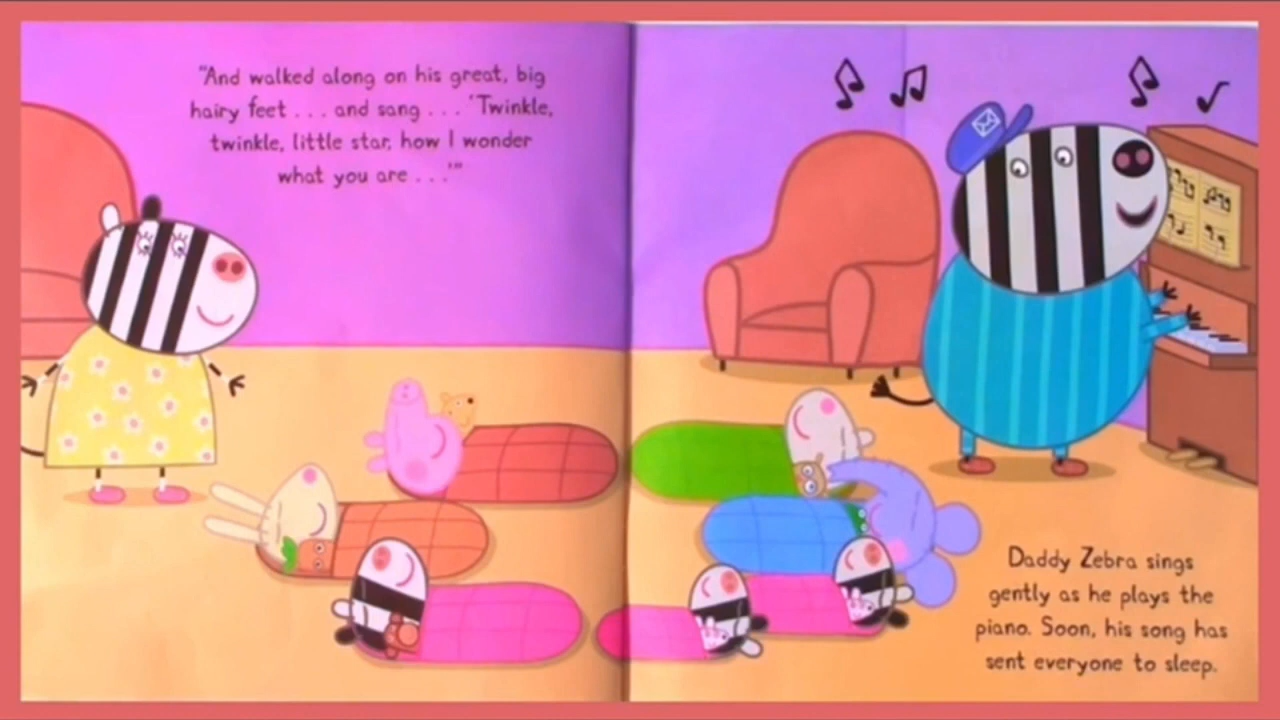 "And walked along on his great, big
hairy feet . . . and sang . . . 'Twinkle,
twinkle, little star, how I wonder
what you are . . .'"
Daddy Zebra sings
gently as he plays the
piano. Soon, his song has
sent everyone to sleep.